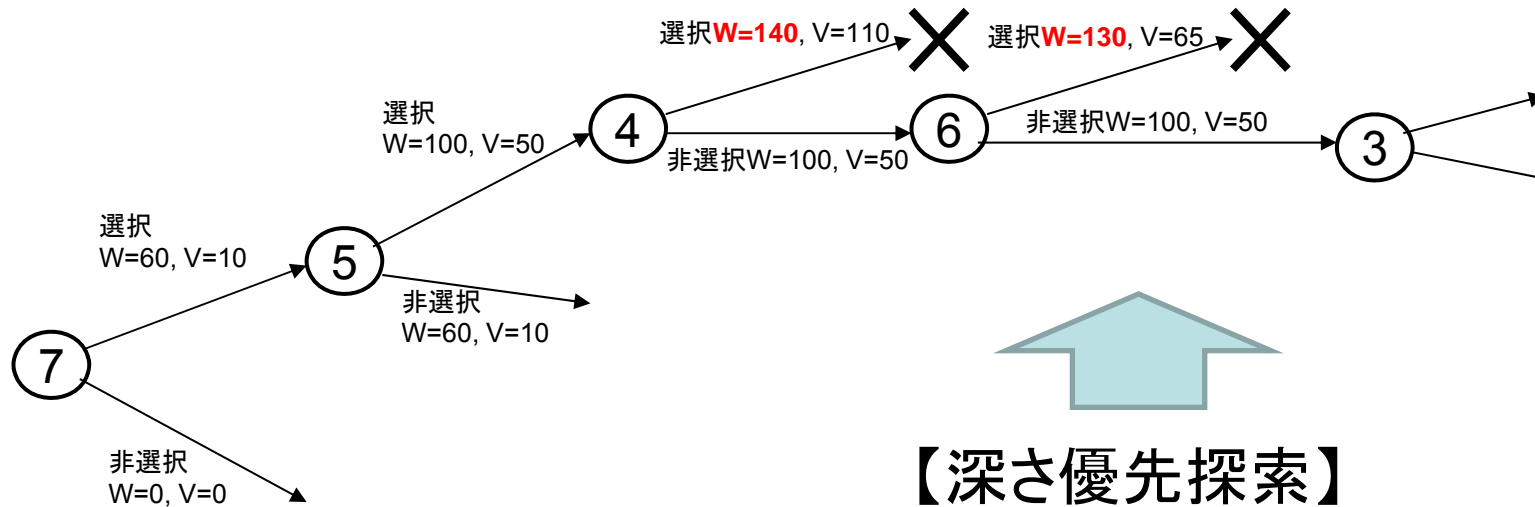 選択W=140, V=110
選択W=130, V=65
選択
W=100, V=50
4
非選択W=100, V=50
6
非選択W=100, V=50
3
選択
W=60, V=10
5
非選択
W=60, V=10
7
非選択
W=0, V=0
【深さ優先探索】